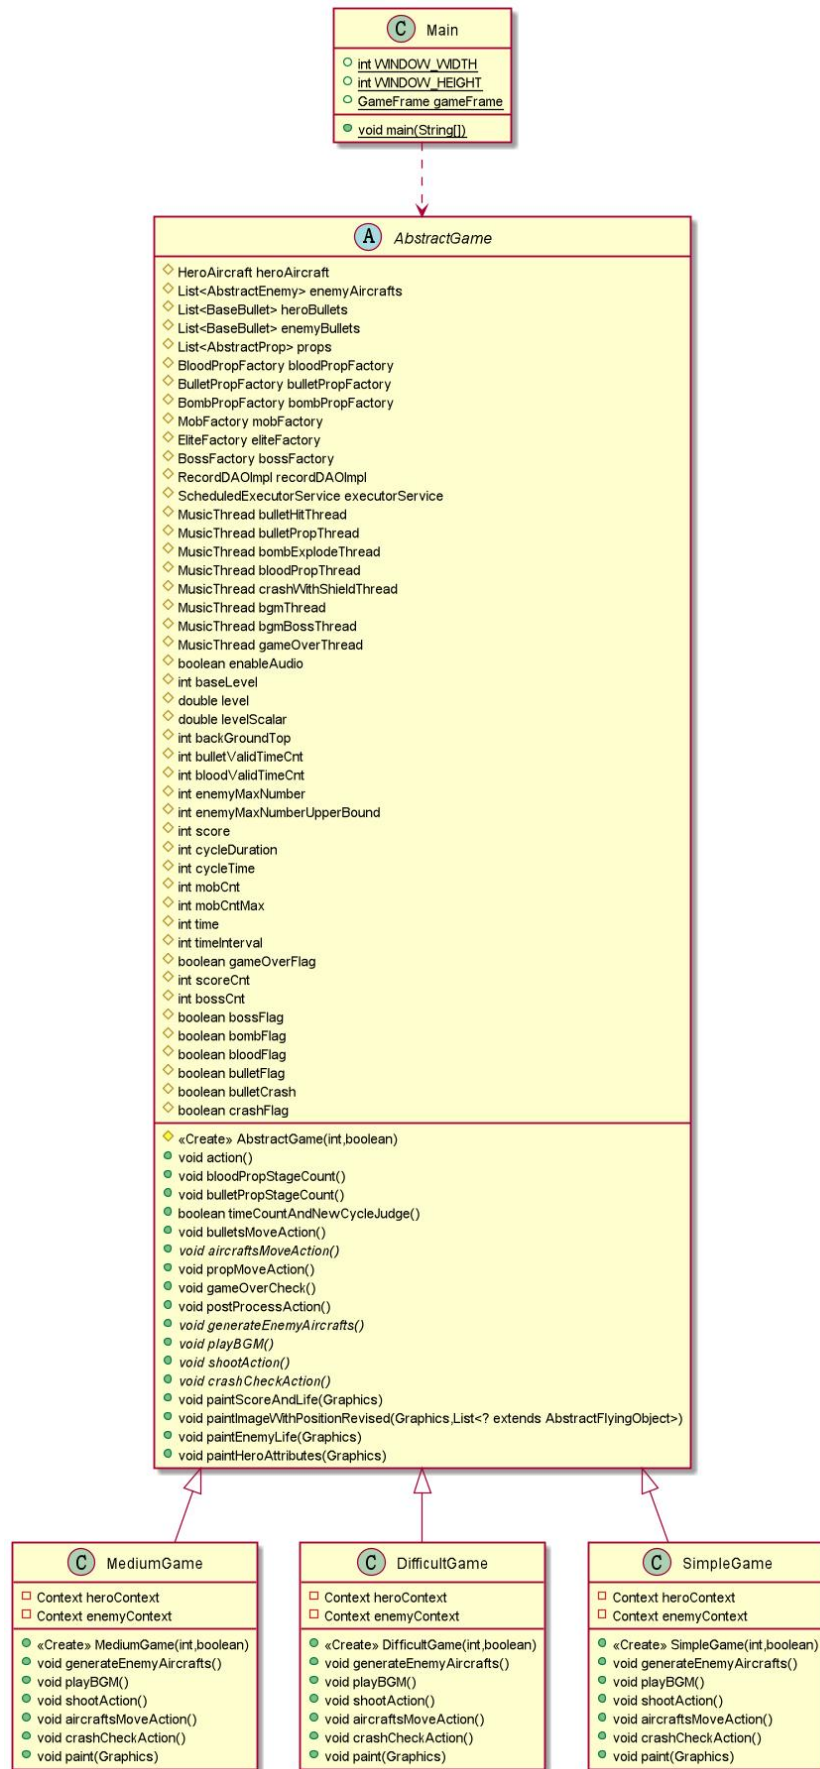 C Main
int WINDOW_WIDTH
int WINDOW_HEIGHT
GameFrame gameFrame
void main(String[])
A AbstractGame
HeroAircraft heroAircraft
List<AbstractEnemy> enemyAircrafts
List<BaseBullet> heroBullets
List<BaseBullet> enemyBullets
List<AbstractProp> props
BloodPropFactory bloodPropFactory
BulletPropFactory bulletPropFactory
BombPropFactory bombPropFactory
MobFactory mobFactory
EliteFactory eliteFactory
BossFactory bossFactory
RecordDAOImpl recordDAOImpl
ScheduledExecutorService executorService
MusicThread bulletHitThread
MusicThread bulletPropThread
MusicThread bombExplodeThread
MusicThread bloodPropThread
MusicThread crashWithShieldThread
MusicThread bgmThread
MusicThread bgmBossThread
MusicThread gameOverThread
boolean enableAudio
int baseLevel
double level
double levelScalar
int backGroundTop
int bulletValidTimeCnt
int bloodValidTimeCnt
int enemyMaxNumber
int enemyMaxNumberUpperBound
int score
int cycleDuration
int cycleTime
int mobCnt
int mobCntMax
int time
int timeInterval
boolean gameOverFlag
int scoreCnt
int bossCnt
boolean bossFlag
boolean bombFlag
boolean bloodFlag
boolean bulletFlag
boolean bulletCrash
boolean crashFlag
«Create» AbstractGame(int,boolean)
void action()
void bloodPropStageCount()
void bulletPropStageCount()
boolean timeCountAndNewCycleJudge()
void bulletsMoveAction()
void aircraftsMoveAction()
void propMoveAction()
void gameOverCheck()
void postProcessAction()
void generateEnemyAircrafts()
void playBGM()
void shootAction()
void crashCheckAction()
void paintScoreAndLife(Graphics)
void paintImageWithPositionRevised(Graphics,List<? extends AbstractFlyingObject>)
void paintEnemyLife(Graphics)
void paintHeroAttributes(Graphics)
C MediumGame
Context heroContext
Context enemyContext
«Create» MediumGame(int,boolean)
void generateEnemyAircrafts()
void playBGM()
void shootAction()
void aircraftsMoveAction()
void crashCheckAction()
void paint(Graphics)
C DifficultGame
Context heroContext
Context enemyContext
«Create» DifficultGame(int,boolean)
void generateEnemyAircrafts()
void playBGM()
void shootAction()
void aircraftsMoveAction()
void crashCheckAction()
void paint(Graphics)
C SimpleGame
Context heroContext
Context enemyContext
«Create» SimpleGame(int,boolean)
void generateEnemyAircrafts()
void playBGM()
void shootAction()
void aircraftsMoveAction()
void crashCheckAction()
void paint(Graphics)